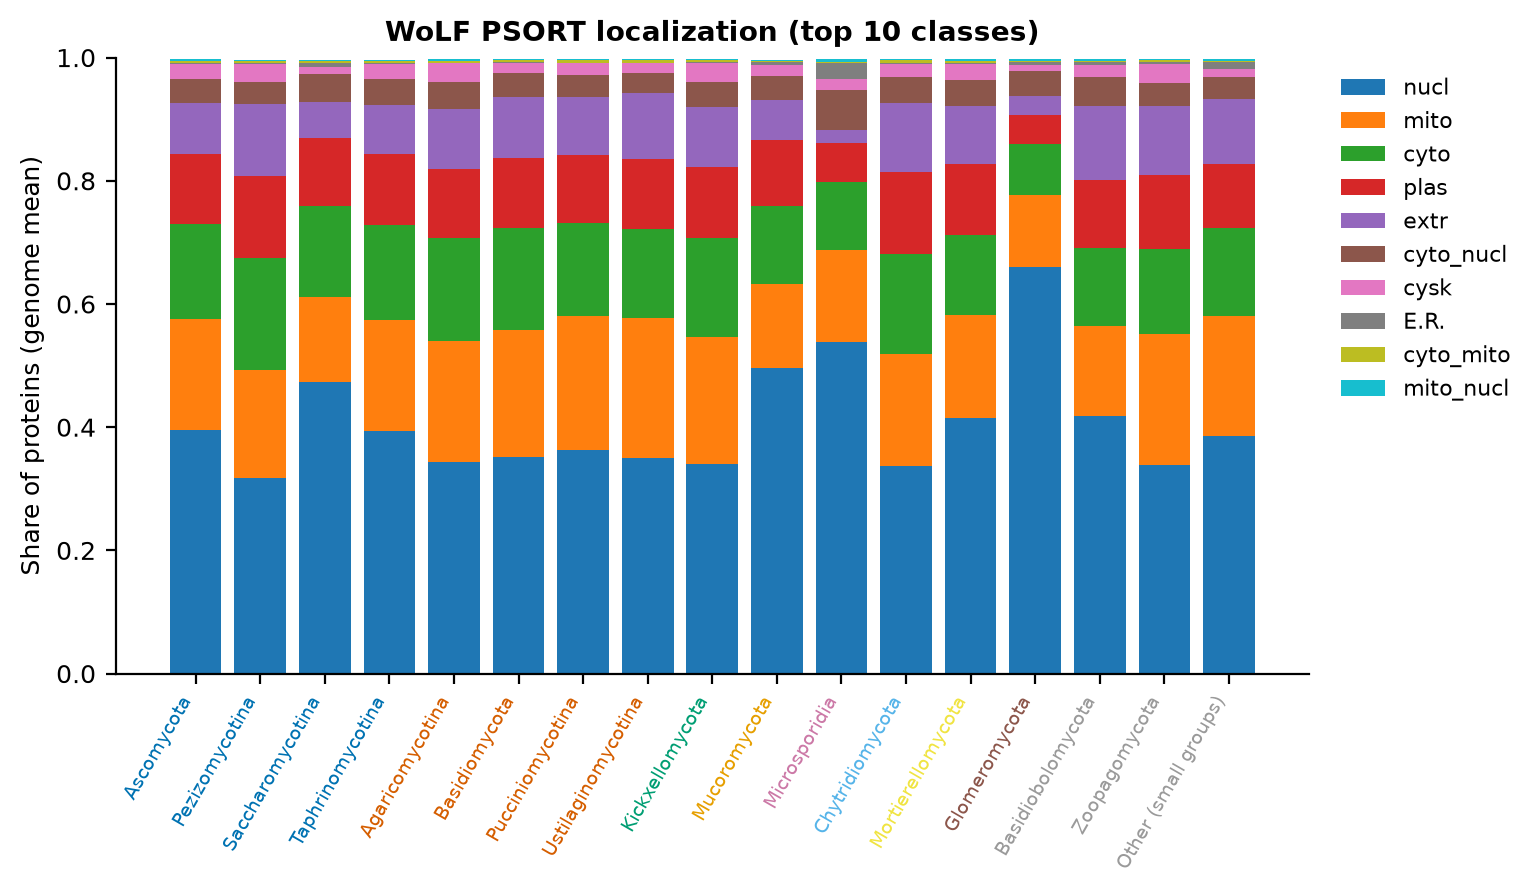 WoLF PSORT localization (top 10 classes)
Share of proteins (genome mean)
1.0
0.8
0.6
0.4
0.2
0.0
nucl
mito
cyto
plas
extr
cyto_nucl
cysk
E.R.
cyto_mito
mito_nucl
Ascomycota
Pezizomycotina
Saccharomycotina
Taphrinomycotina
Agaricomycotina
Basidiomycota
Pucciniomycotina
Ustilaginomycotina
Kickxellomycota
Mucoromycota
Microsporidia
Chytridiomycota
Mortierellomycota
Glomeromycota
Basidiobolomycota
Zoopagomycota
Other (small groups)